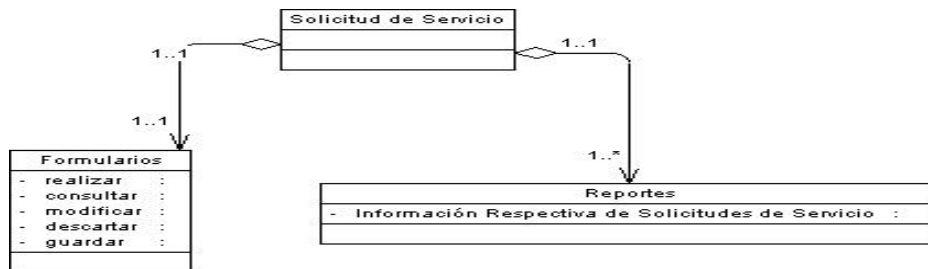 Solicitud de Servicio
1..1
1..1
1..1
1..*
Formularios
- realizar :
- consultar :
- modificar :
- descartar :
- guardar :
Reportes
- Información Respectiva de Solicitudes de Servicio :